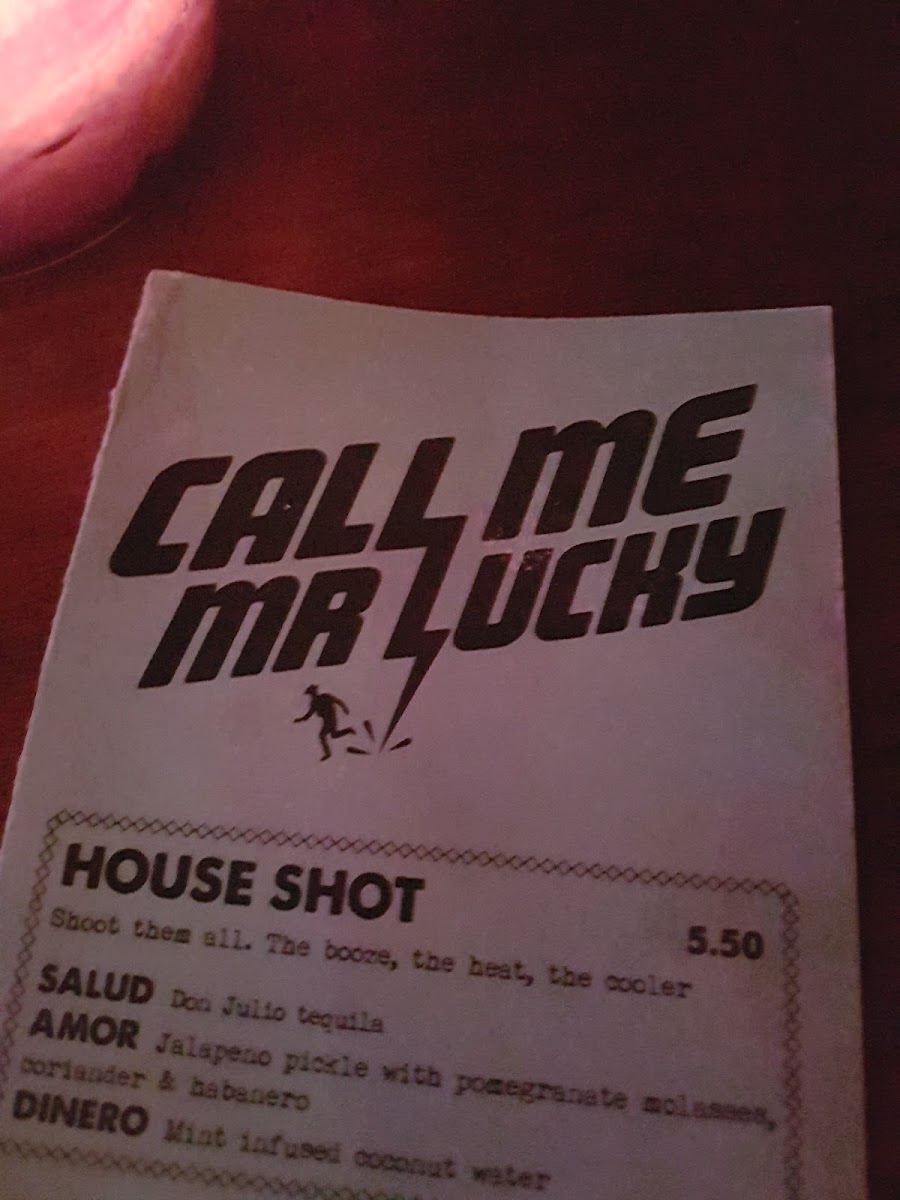 CALL ME
MR LUCKY
HOUSE SHOT
5.50
Shoot them all. The booze, the heat, the cooler
SALUD Don Julio tequila
AMOR Jalapeno pickle with pomegranate molasses,
coriander & habanero
DINERO Mint infused coconut water